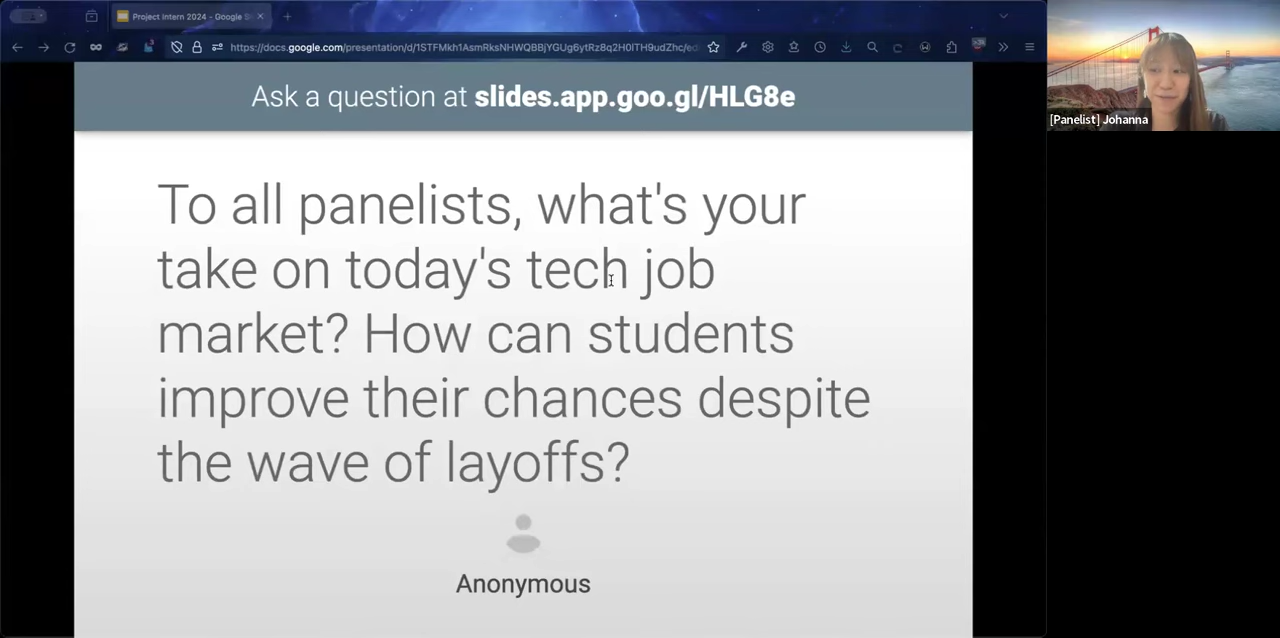 Project Intern 2024 - Google Sl
https://docs.google.com/presentation/d/1STFMkh1AsmRksNHWQBBjYGUg6ytRz8q2H0lTH9udZhc/ed
Ask a question at slides.app.goo.gl/HLG8e
[Panelist] Johanna
To all panelists, what's your
take on today's tech job
market? How can students
improve their chances despite
the wave of layoffs?
Anonymous